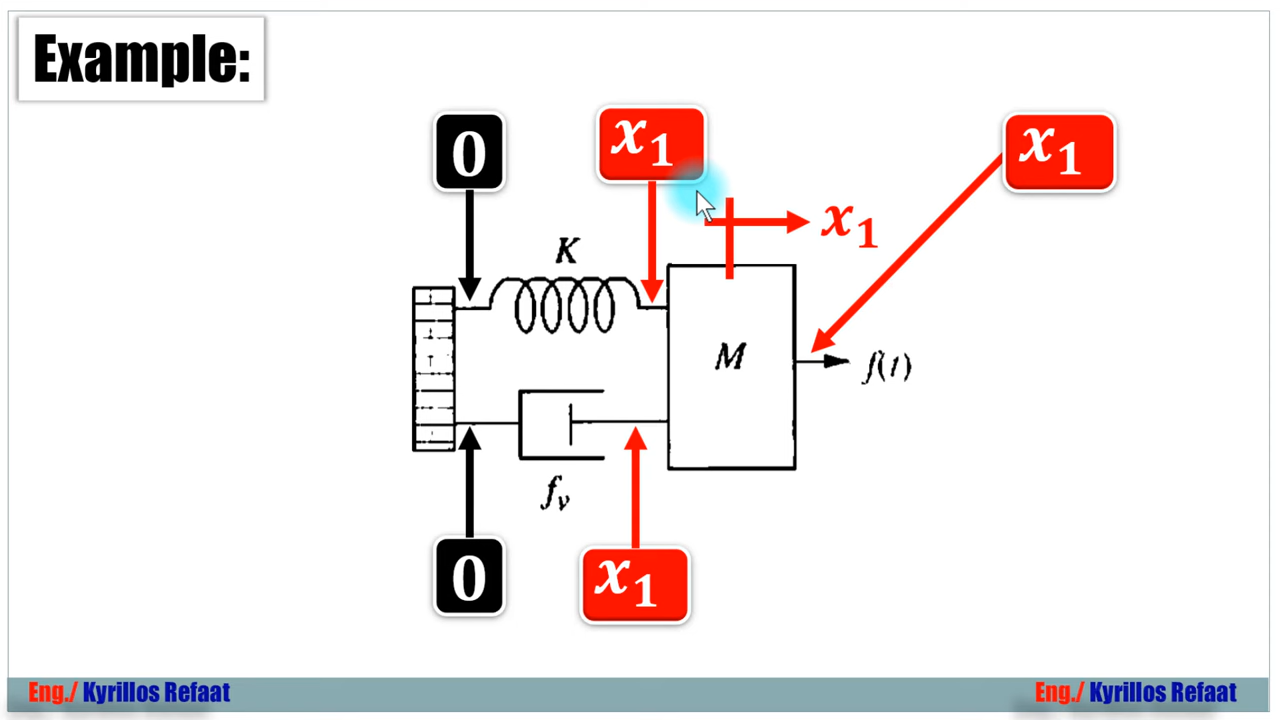 Example:
0
x₁
x₁
x₁
K
M
f(t)
fᵥ
0
x₁
Eng./ Kyrillos Refaat
Eng./ Kyrillos Refaat